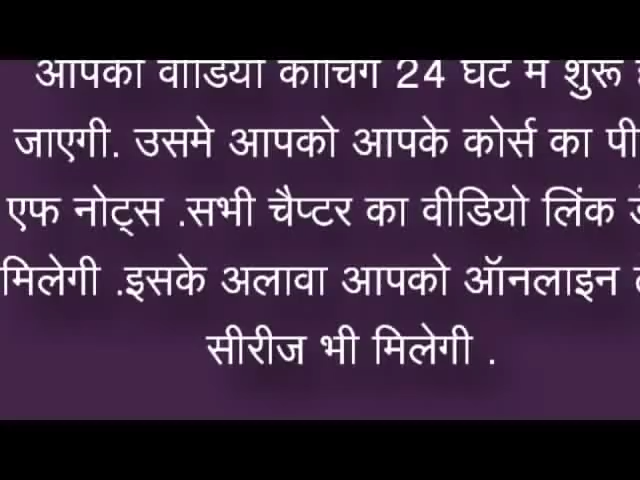 आपकी वीडियो कोचिंग 24 घंटे में शुरू
जाएगी. उसमे आपको आपके कोर्स का पी
एफ नोट्स .सभी चैप्टर का वीडियो लिंक
मिलेगी .इसके अलावा आपको ऑनलाइन
सीरीज भी मिलेगी .